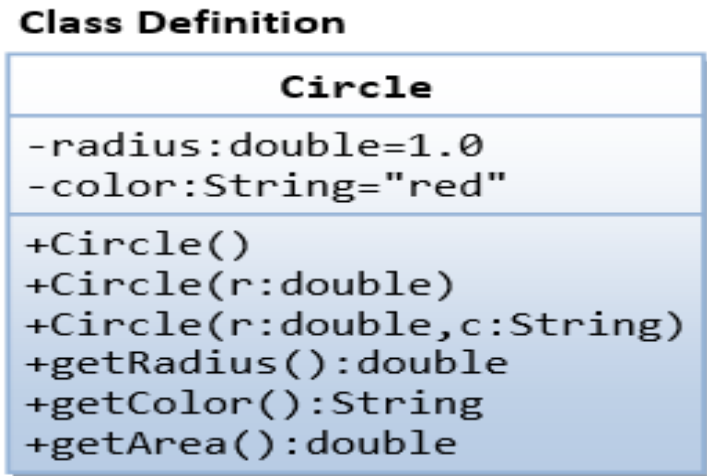 Class Definition
Circle
-radius:double=1.0
-color:String="red"
+Circle()
+Circle(r:double)
+Circle(r:double,c:String)
+getRadius():double
+getColor():String
+getArea():double